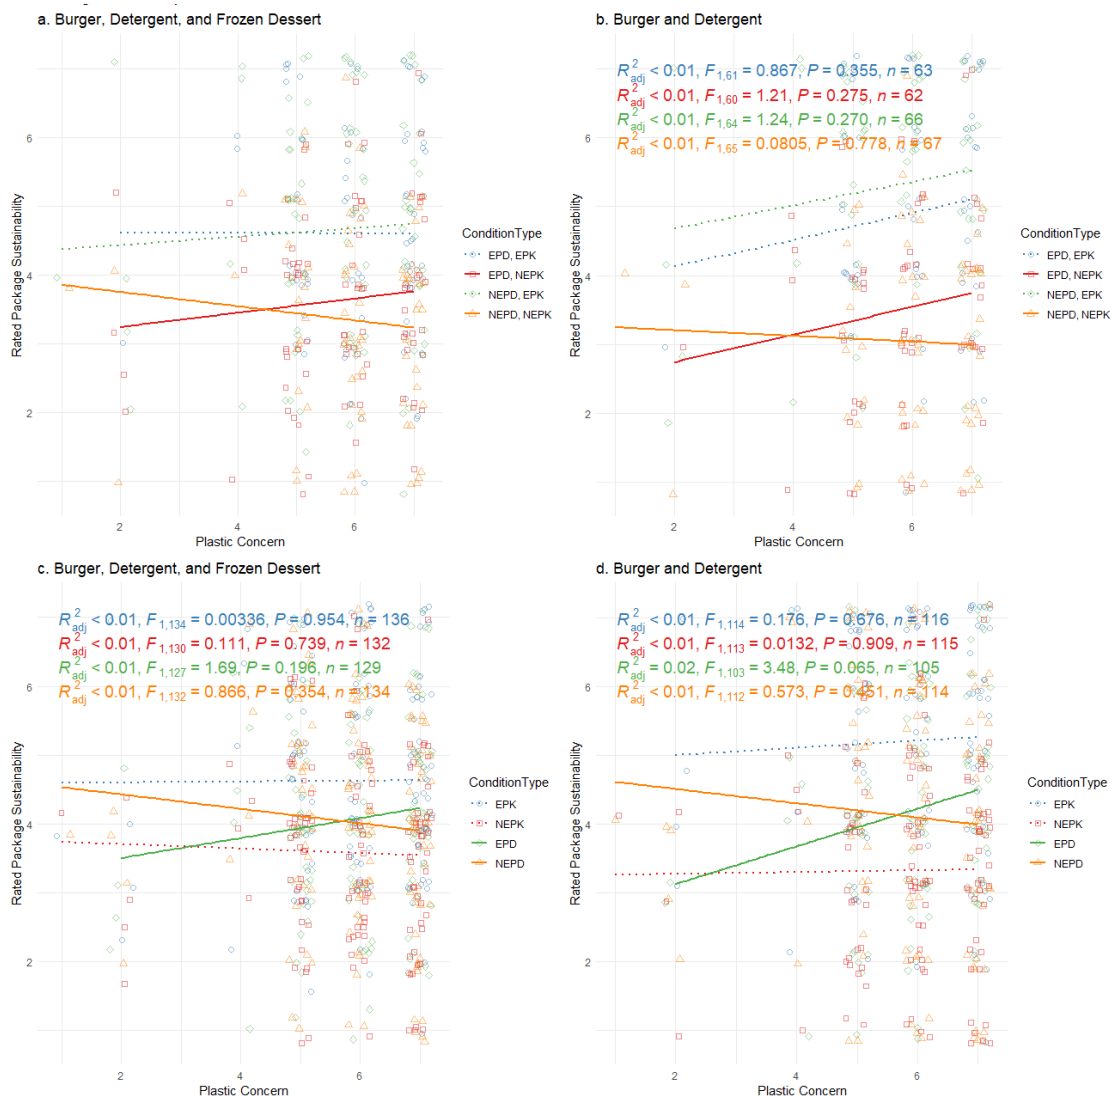 a. Burger, Detergent, and Frozen Dessert
Rated Package Sustainability
6
4
2
2 4 6
Plastic Concern
ConditionType
EPD, EPK
EPD, NEPK
NEPD, EPK
NEPD, NEPK
b. Burger and Detergent
R²adj < 0.01, F1,61 = 0.867, P = 0.355, n = 63
R²adj < 0.01, F1,60 = 1.21, P = 0.275, n = 62
R²adj < 0.01, F1,64 = 1.24, P = 0.270, n = 66
R²adj < 0.01, F1,65 = 0.0805, P = 0.778, n = 67
Rated Package Sustainability
6
4
2
2 4 6
Plastic Concern
ConditionType
EPD, EPK
EPD, NEPK
NEPD, EPK
NEPD, NEPK
c. Burger, Detergent, and Frozen Dessert
R²adj < 0.01, F1,134 = 0.00336, P = 0.954, n = 136
R²adj < 0.01, F1,130 = 0.111, P = 0.739, n = 132
R²adj < 0.01, F1,127 = 1.69, P = 0.196, n = 129
R²adj < 0.01, F1,132 = 0.866, P = 0.354, n = 134
Rated Package Sustainability
6
4
2
2 4 6
Plastic Concern
ConditionType
EPK
NEPK
EPD
NEPD
d. Burger and Detergent
R²adj < 0.01, F1,114 = 0.176, P = 0.676, n = 116
R²adj < 0.01, F1,113 = 0.0132, P = 0.909, n = 115
R²adj = 0.02, F1,103 = 3.48, P = 0.065, n = 105
R²adj < 0.01, F1,112 = 0.573, P = 0.451, n = 114
Rated Package Sustainability
6
4
2
2 4 6
Plastic Concern
ConditionType
EPK
NEPK
EPD
NEPD